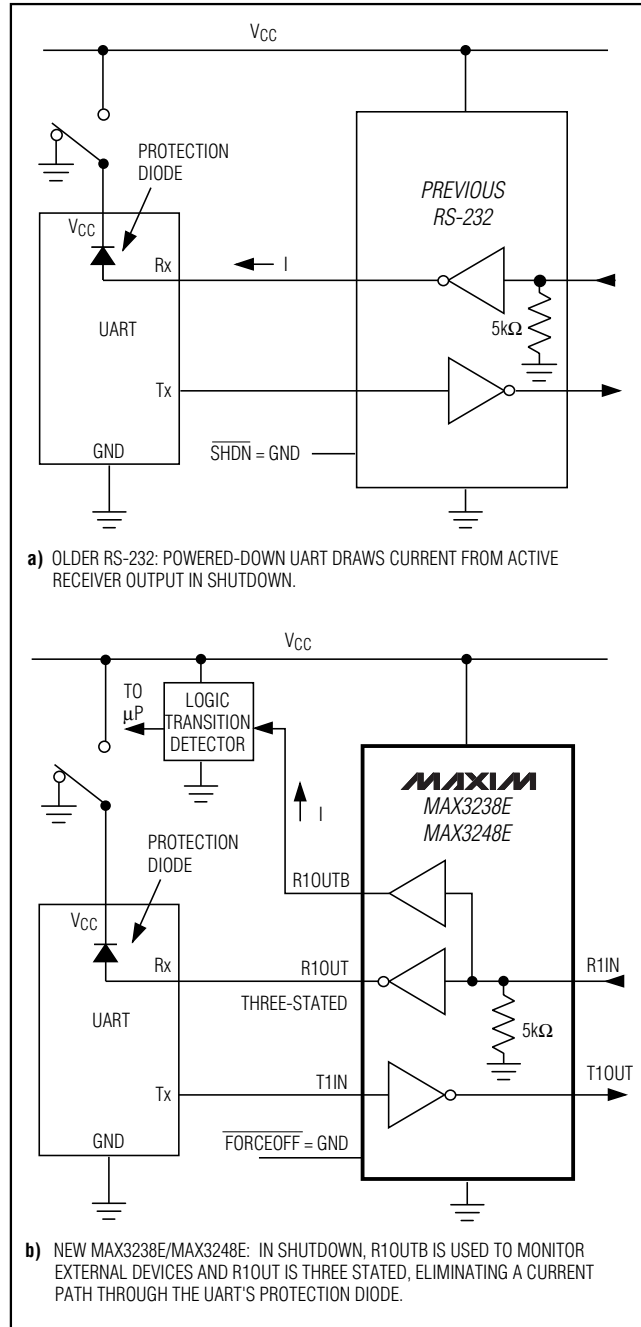 VCC
PROTECTION
DIODE
PREVIOUS
RS-232
VCC
Rx
I
5kΩ
UART
Tx
GND
SHDN = GND
a) OLDER RS-232: POWERED-DOWN UART DRAWS CURRENT FROM ACTIVE
RECEIVER OUTPUT IN SHUTDOWN.
VCC
TO
μP
LOGIC
TRANSITION
DETECTOR
MAXIM
MAX3238E
MAX3248E
I
PROTECTION
DIODE
R1OUTB
VCC
Rx
R1OUT
R1IN
THREE-STATED
UART
5kΩ
Tx
T1IN
T1OUT
GND
FORCEOFF = GND
b) NEW MAX3238E/MAX3248E: IN SHUTDOWN, R1OUTB IS USED TO MONITOR
EXTERNAL DEVICES AND R1OUT IS THREE STATED, ELIMINATING A CURRENT
PATH THROUGH THE UART'S PROTECTION DIODE.